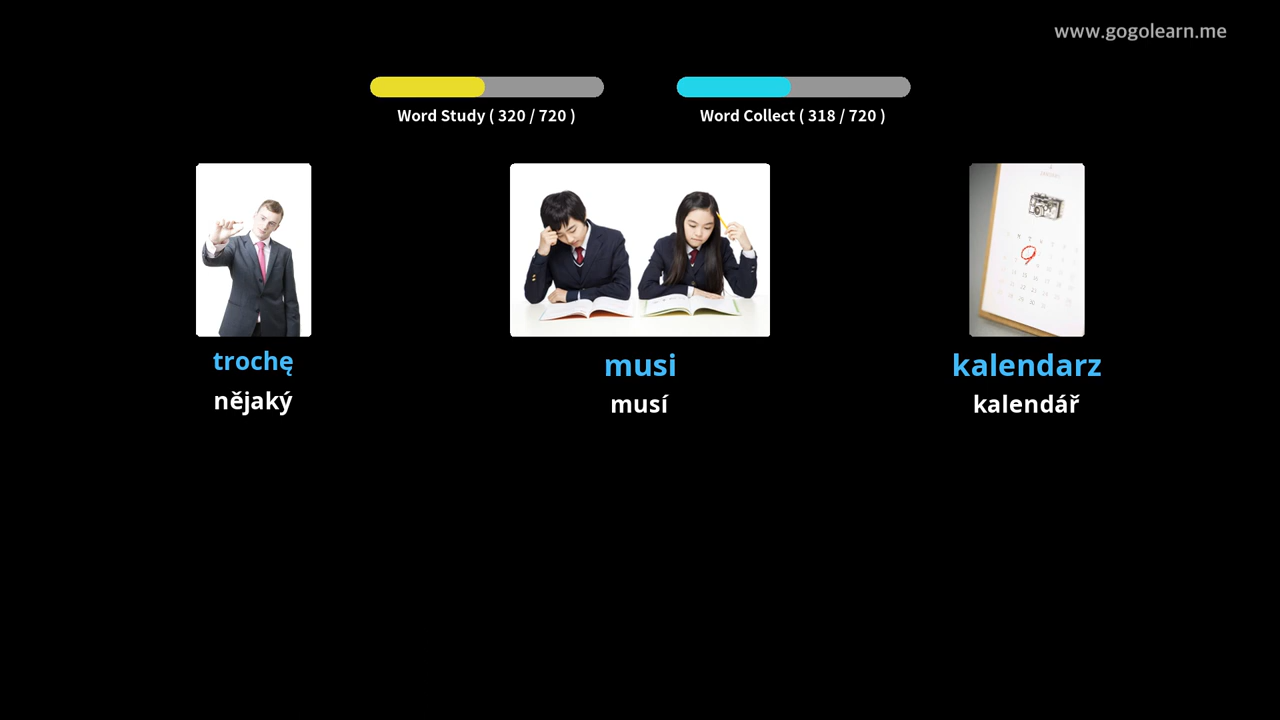 www.gogolearn.me
Word Study ( 320 / 720 )
Word Collect ( 318 / 720 )
trochę
musi
kalendarz
nějaký
musí
kalendář